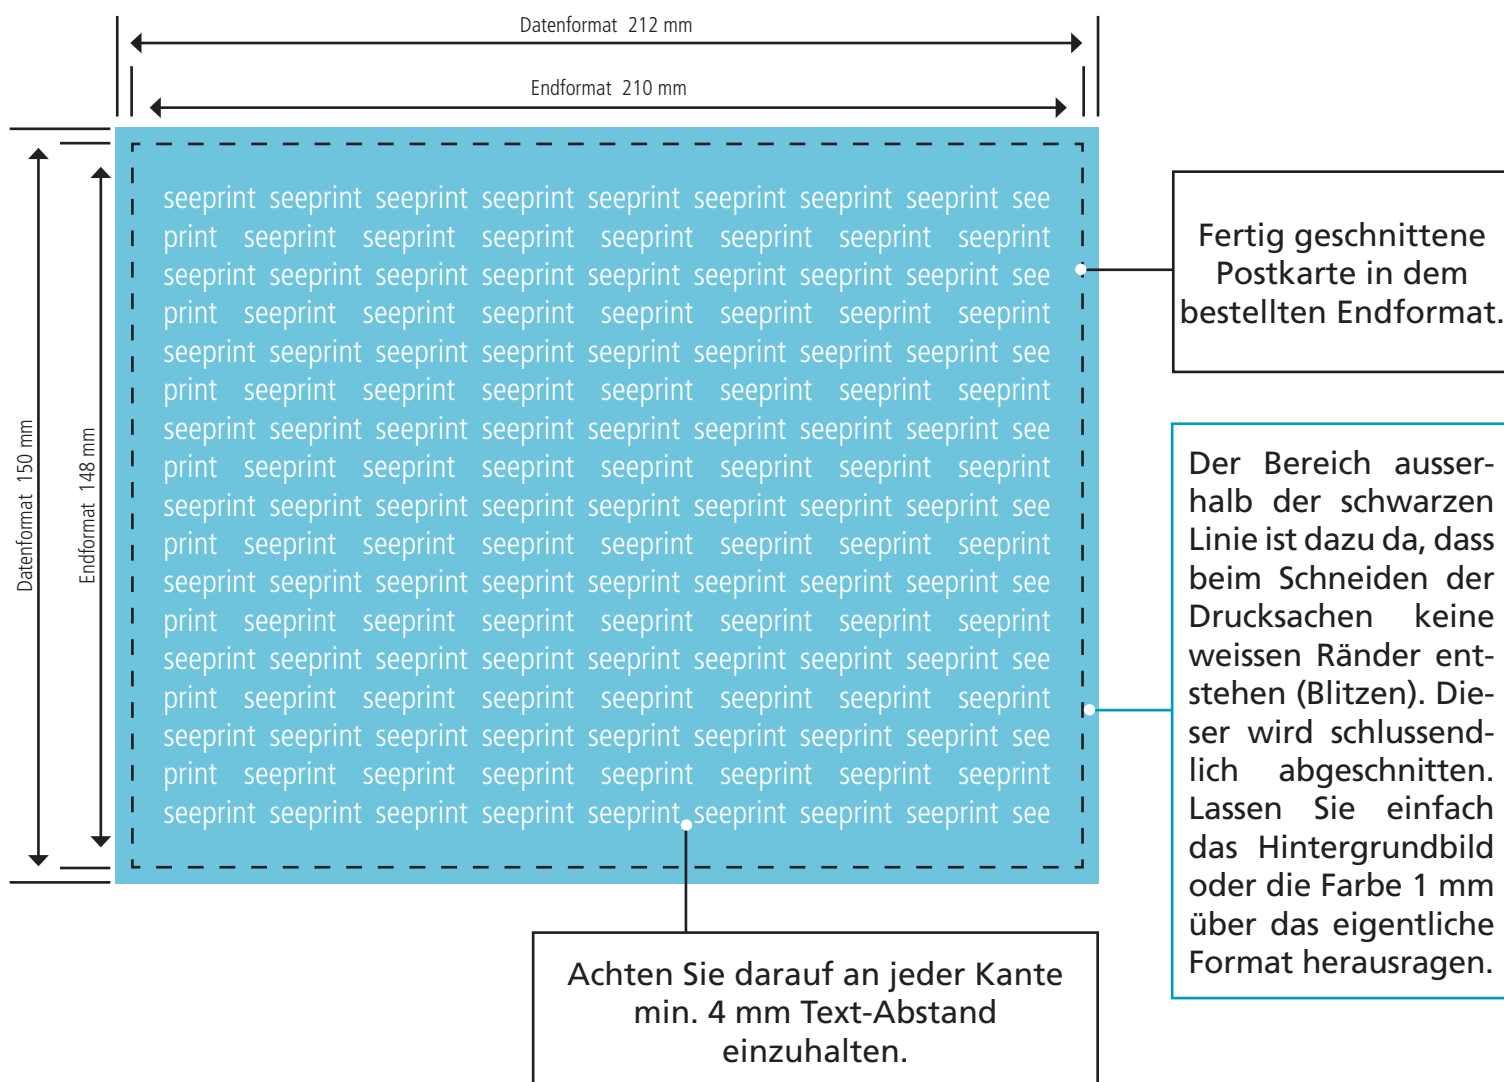 Datenformat  212 mm
Endformat  210 mm
Datenformat  150 mm
Endformat  148 mm
seeprint seeprint seeprint seeprint seeprint seeprint seeprint seeprint see
print seeprint seeprint seeprint seeprint seeprint seeprint seeprint
seeprint seeprint seeprint seeprint seeprint seeprint seeprint seeprint see
print seeprint seeprint seeprint seeprint seeprint seeprint seeprint
seeprint seeprint seeprint seeprint seeprint seeprint seeprint seeprint see
print seeprint seeprint seeprint seeprint seeprint seeprint seeprint
seeprint seeprint seeprint seeprint seeprint seeprint seeprint seeprint see
print seeprint seeprint seeprint seeprint seeprint seeprint seeprint
seeprint seeprint seeprint seeprint seeprint seeprint seeprint seeprint see
print seeprint seeprint seeprint seeprint seeprint seeprint seeprint
seeprint seeprint seeprint seeprint seeprint seeprint seeprint seeprint see
print seeprint seeprint seeprint seeprint seeprint seeprint seeprint
seeprint seeprint seeprint seeprint seeprint seeprint seeprint seeprint see
print seeprint seeprint seeprint seeprint seeprint seeprint seeprint
seeprint seeprint seeprint seeprint seeprint seeprint seeprint seeprint see
print seeprint seeprint seeprint seeprint seeprint seeprint seeprint
seeprint seeprint seeprint seeprint seeprint seeprint seeprint seeprint see
Fertig geschnittene
Postkarte in dem
bestellten Endformat.
Der Bereich ausser-
halb der schwarzen
Linie ist dazu da, dass
beim Schneiden der
Drucksachen keine
weissen Ränder ent-
stehen (Blitzen). Die-
ser wird schlussend-
lich abgeschnitten.
Lassen Sie einfach
das Hintergrundbild
oder die Farbe 1 mm
über das eigentliche
Format herausragen.
Achten Sie darauf an jeder Kante
min. 4 mm Text-Abstand
einzuhalten.